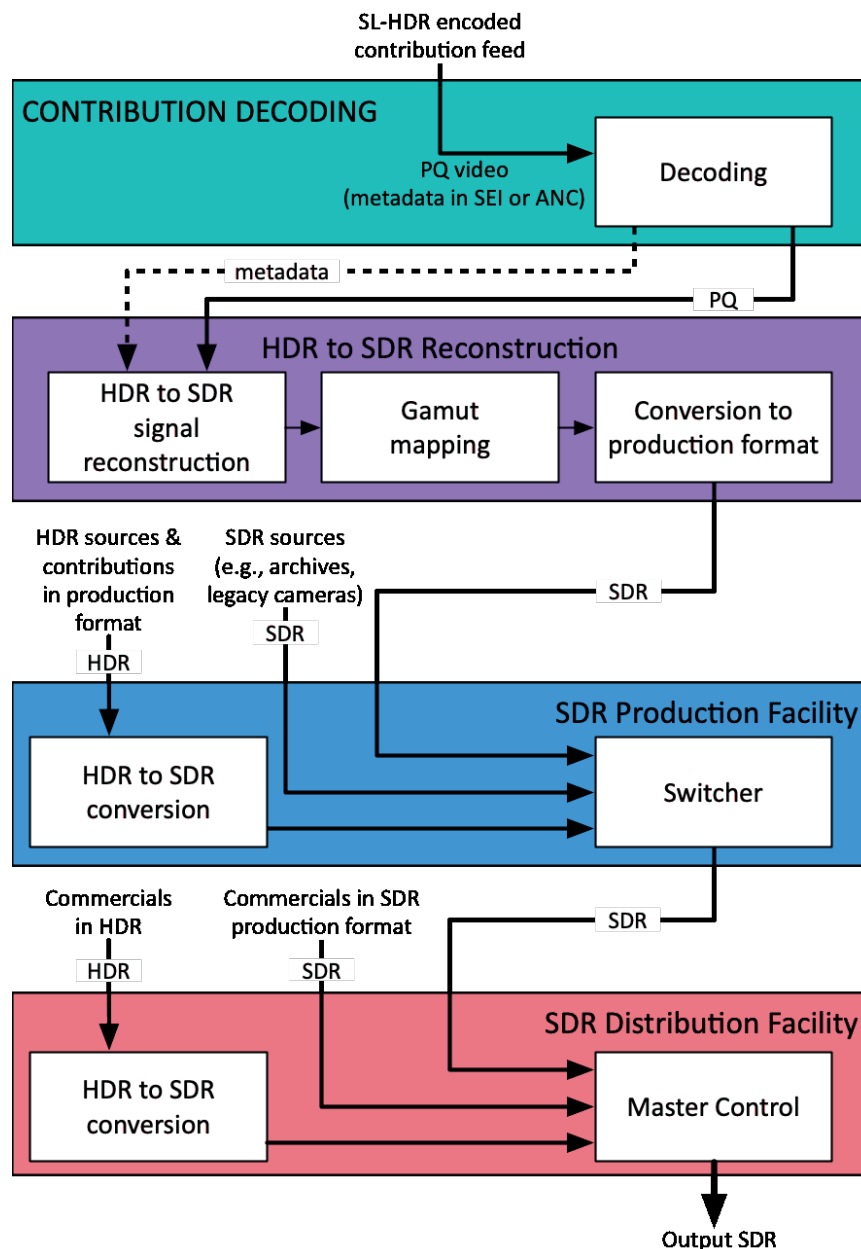 SL-HDR encoded
contribution feed
CONTRIBUTION DECODING
PQ video
(metadata in SEI or ANC)
Decoding
metadata
PQ
HDR to SDR Reconstruction
HDR to SDR
signal
reconstruction
Gamut
mapping
Conversion to
production format
HDR sources &
contributions
in production
format
HDR
SDR sources
(e.g., archives,
legacy cameras)
SDR
SDR
SDR Production Facility
HDR to SDR
conversion
Switcher
Commercials
in HDR
HDR
Commercials in SDR
production format
SDR
SDR
SDR Distribution Facility
HDR to SDR
conversion
Master Control
Output SDR